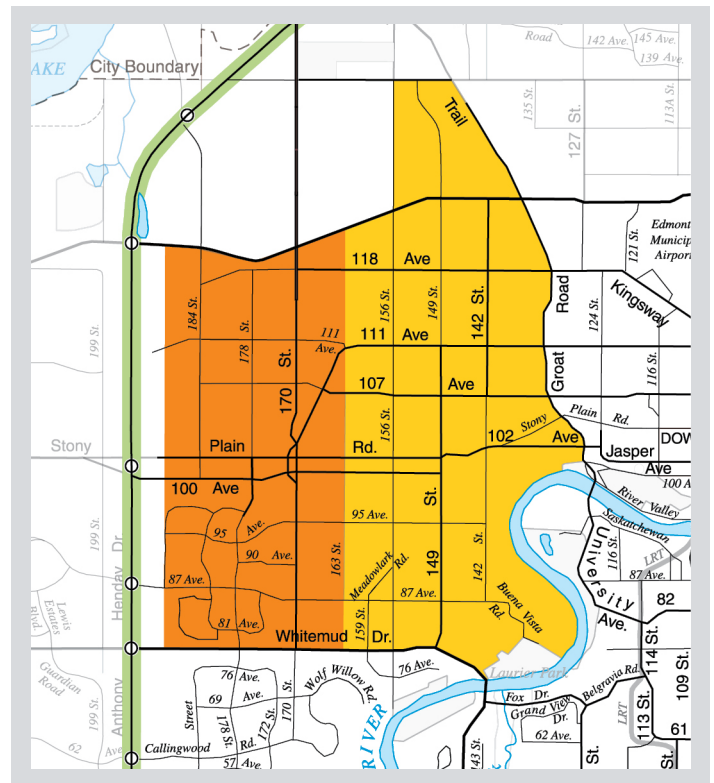 Road
142 Ave.
145 Ave.
139 Ave.
AKE
City Boundary
Trail
135 St.
127 St.
113A St.
121 St.
Edmont
Municip
Airpor
118 Ave
184 St.
178 St.
156 St.
149 St.
142 St.
Road
124 St.
Kingsway
199 St.
111 Ave.
111 Ave
170 St.
107 Ave
Groat
116 St.
156 St.
Stony
Plain
Rd.
102 Ave
Stony Plain Rd.
Jasper
Ave
DOW
100 A
100 Ave
St.
River Valley
Saskatchewan
95 Ave.
95 Ave.
199 St.
90 Ave.
163 St.
Meadowlark
Rd.
149
142 St.
University
Ave.
116 St.
LRT
87 Ave.
87 Ave.
87 Ave.
82
Henday Dr
Buena Vista
Rd.
Lewis
Estates
Blvd.
81 Ave.
159 St.
Whitemud Dr.
114 St.
109 St.
Guardian
Road
76 Ave.
76 Ave.
Laurier Park
Belgravia Rd.
Wolf Willow Rd.
69 Ave.
Fox Dr.
Grand View
Dr.
Anthony
199 St.
Street
178 St.
172 St.
170 St.
LRT
113 St.
61
62 Ave
62 Ave.
Callingwood Rd.
57 Ave.
RIVER
143 St.
St.
St.